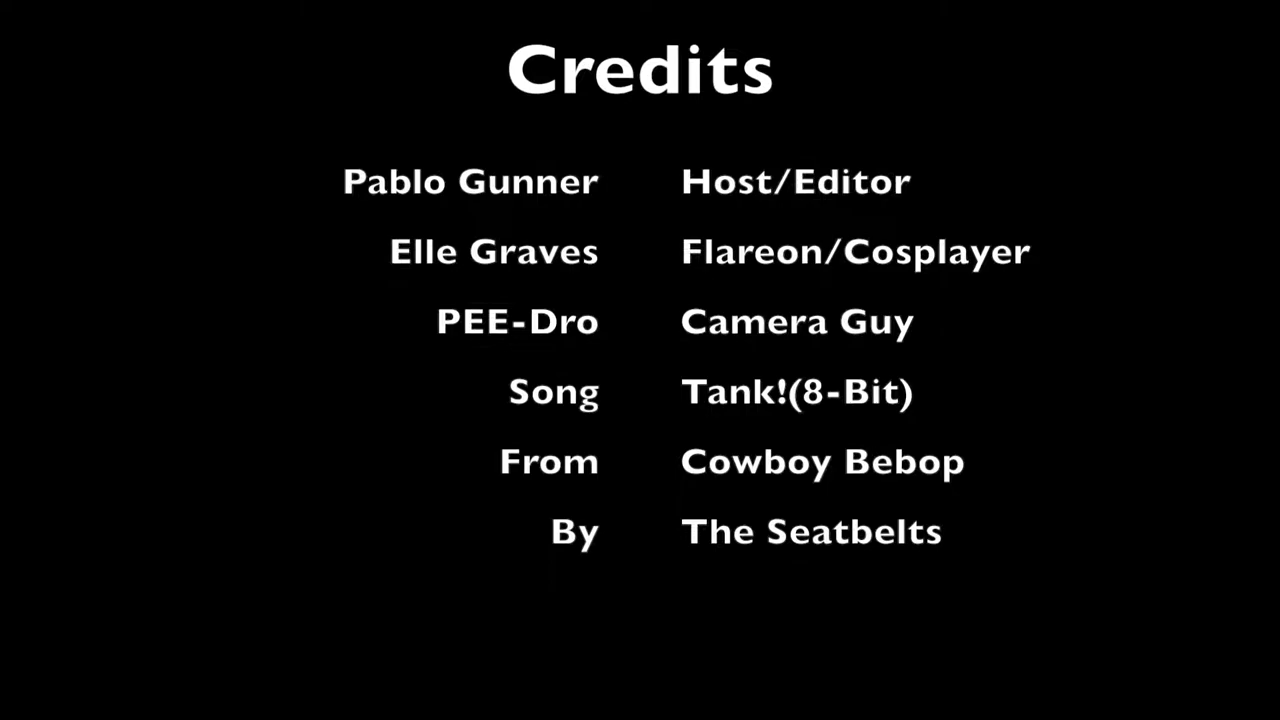 Credits
Pablo Gunner Host/Editor
Elle Graves Flareon/Cosplayer
PEE-Dro Camera Guy
Song Tank!(8-Bit)
From Cowboy Bebop
By The Seatbelts